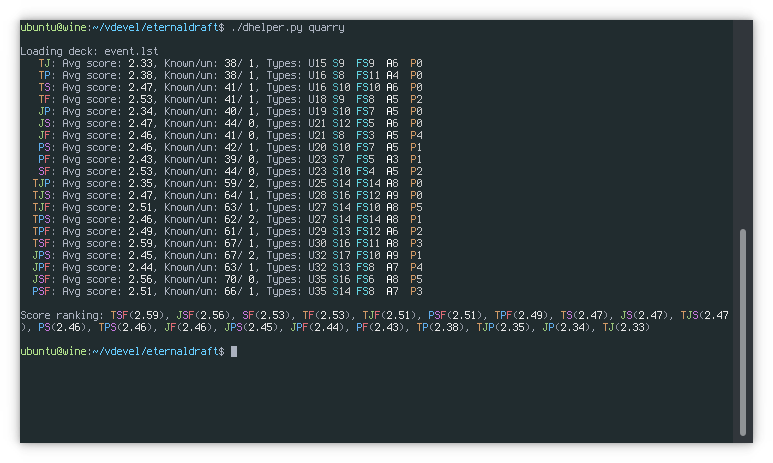 ubuntu@wine:~/vdevel/eternaldraft$ ./dhelper.py quarry
Loading deck: event.lst
TJ: Avg score: 2.33, Known/un: 38/ 1, Types: U15 S9 FS9 A6 P0
TP: Avg score: 2.38, Known/un: 38/ 1, Types: U16 S8 FS11 A4 P0
TS: Avg score: 2.47, Known/un: 41/ 1, Types: U16 S10 FS10 A6 P0
TF: Avg score: 2.53, Known/un: 41/ 1, Types: U18 S9 FS8 A5 P2
JP: Avg score: 2.34, Known/un: 40/ 1, Types: U19 S10 FS7 A5 P0
JS: Avg score: 2.47, Known/un: 44/ 0, Types: U21 S12 FS5 A6 P0
JF: Avg score: 2.46, Known/un: 41/ 0, Types: U21 S8 FS3 A5 P4
PS: Avg score: 2.46, Known/un: 42/ 1, Types: U20 S10 FS7 A5 P1
PF: Avg score: 2.43, Known/un: 39/ 0, Types: U23 S7 FS5 A3 P1
SF: Avg score: 2.53, Known/un: 44/ 0, Types: U23 S10 FS4 A5 P2
TJP: Avg score: 2.35, Known/un: 59/ 2, Types: U25 S14 FS14 A8 P0
TJS: Avg score: 2.47, Known/un: 64/ 1, Types: U28 S16 FS12 A9 P0
TJF: Avg score: 2.51, Known/un: 63/ 1, Types: U27 S14 FS10 A8 P5
TPS: Avg score: 2.46, Known/un: 62/ 2, Types: U27 S14 FS14 A8 P1
TPF: Avg score: 2.49, Known/un: 61/ 1, Types: U29 S13 FS12 A6 P2
TSF: Avg score: 2.59, Known/un: 67/ 1, Types: U30 S16 FS11 A8 P3
JPS: Avg score: 2.45, Known/un: 67/ 2, Types: U32 S17 FS10 A9 P1
JPF: Avg score: 2.44, Known/un: 63/ 1, Types: U32 S13 FS8 A7 P4
JSF: Avg score: 2.56, Known/un: 70/ 0, Types: U35 S16 FS6 A8 P5
PSF: Avg score: 2.51, Known/un: 66/ 1, Types: U35 S14 FS8 A7 P3
Score ranking: TSF(2.59), JSF(2.56), SF(2.53), TF(2.53), TJF(2.51), PSF(2.51), TPF(2.49), TS(2.47), JS(2.47), TJS(2.47
), PS(2.46), TPS(2.46), JF(2.46), JPS(2.45), JPF(2.44), PF(2.43), TP(2.38), TJP(2.35), JP(2.34), TJ(2.33)
ubuntu@wine:~/vdevel/eternaldraft$